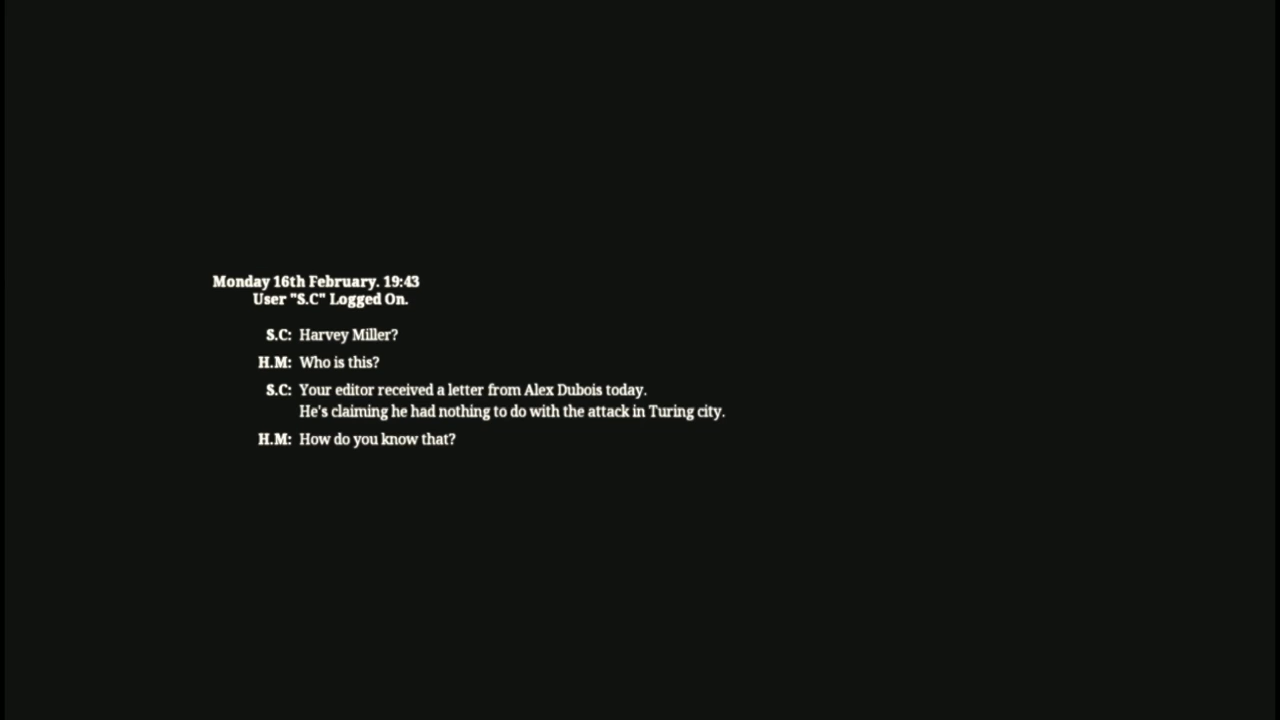 Monday 16th February. 19:43
User "S.C" Logged On.
S.C: Harvey Miller?
H.M: Who is this?
S.C: Your editor received a letter from Alex Dubois today.
He's claiming he had nothing to do with the attack in Turing city.
H.M: How do you know that?